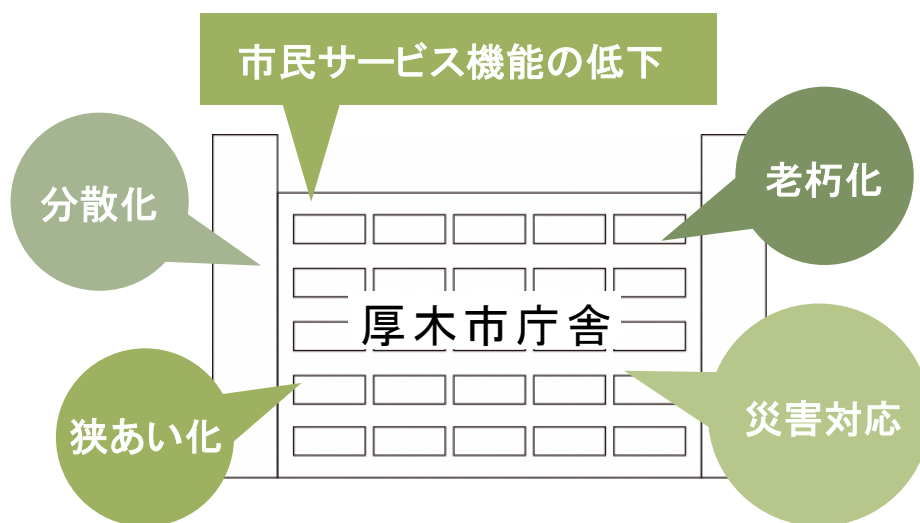 市民サービス機能の低下
分散化
老朽化
厚木市庁舎
狭あい化
災害対応